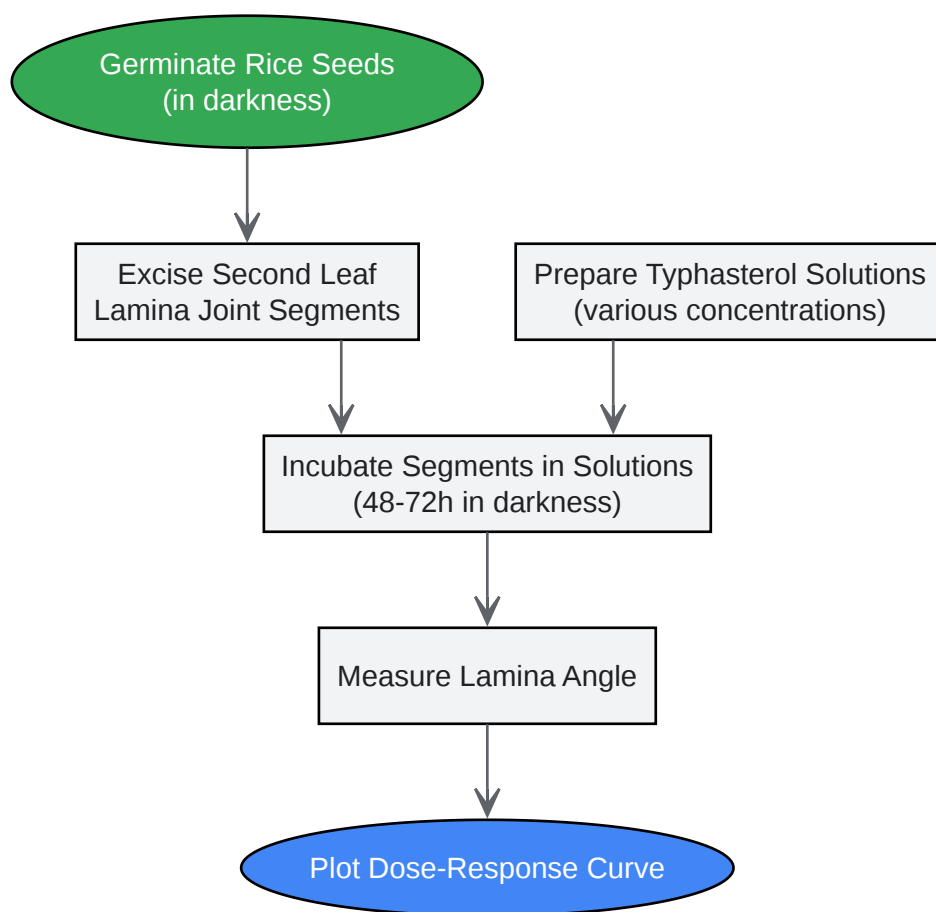 Germinate Rice Seeds
(in darkness)
Excise Second Leaf
Lamina Joint Segments
Prepare Typhasterol Solutions
(various concentrations)
Incubate Segments in Solutions
(48-72h in darkness)
Measure Lamina Angle
Plot Dose-Response Curve